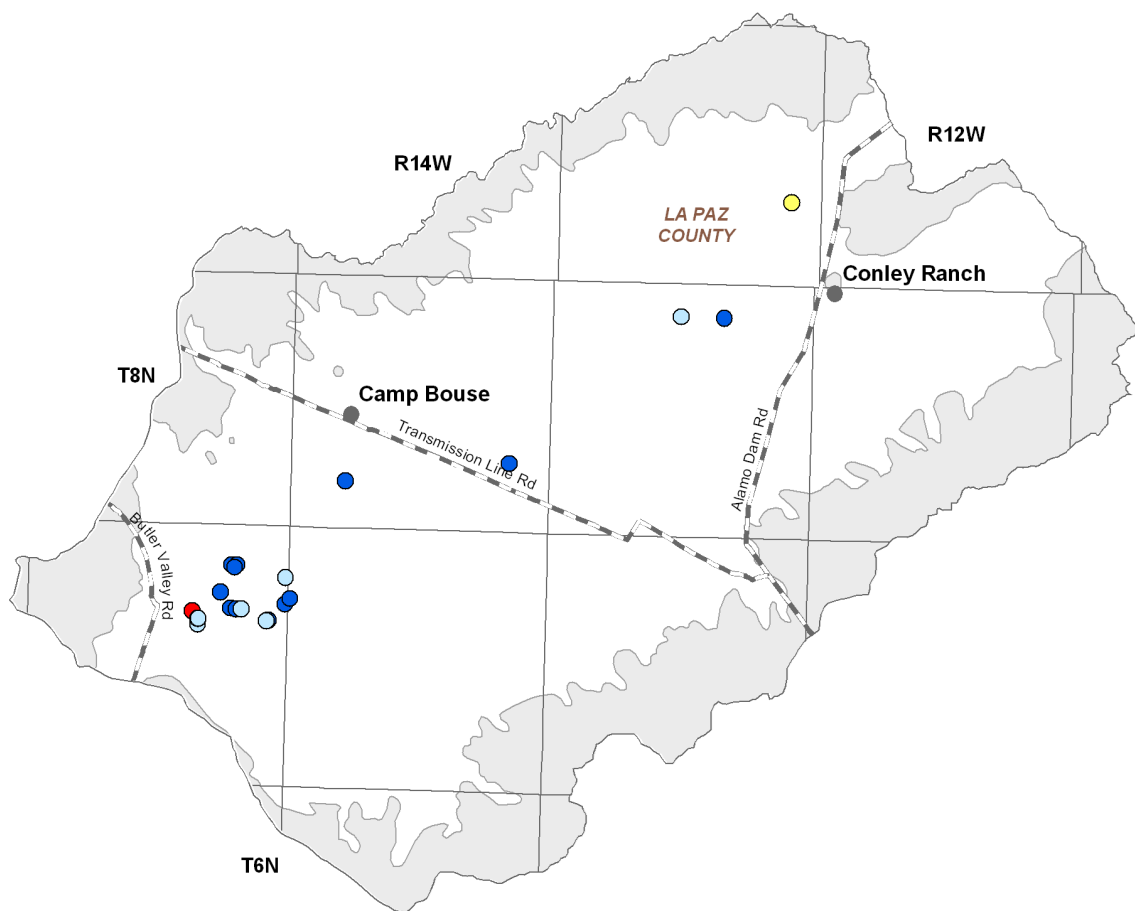 R12W
R14W
LA PAZ
COUNTY
Conley Ranch
T8N
Camp Bouse
Transmission Line Rd
Alamo Dam Rd
Butler Valley Rd
T6N